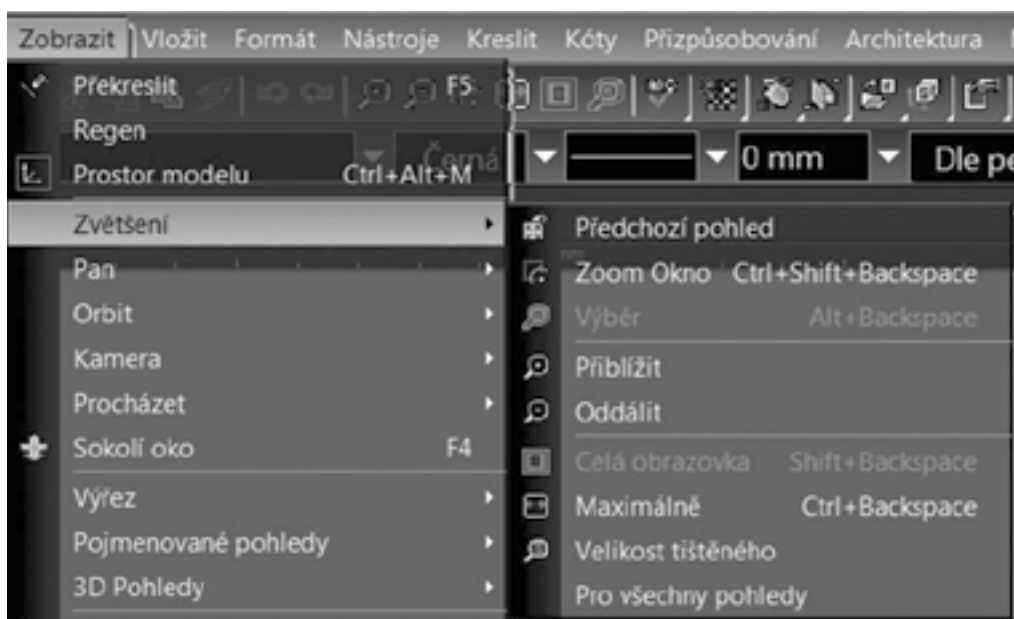 Zobrazit Vložit Formát Nástroje Kreslit Kóty Přizpůsobování Architektura
Překreslit F5
Regen
Černá 0 mm Dle pe
Prostor modelu Ctrl+Alt+M
Zvětšení
Pan
Orbit
Kamera
Procházet
Sokolí oko F4
Výřez
Pojmenované pohledy
3D Pohledy
Předchozí pohled
Zoom Okno Ctrl+Shift+Backspace
Výběr Alt+Backspace
Přiblížit
Oddálit
Celá obrazovka Shift+Backspace
Maximálně Ctrl+Backspace
Velikost tištěného
Pro všechny pohledy